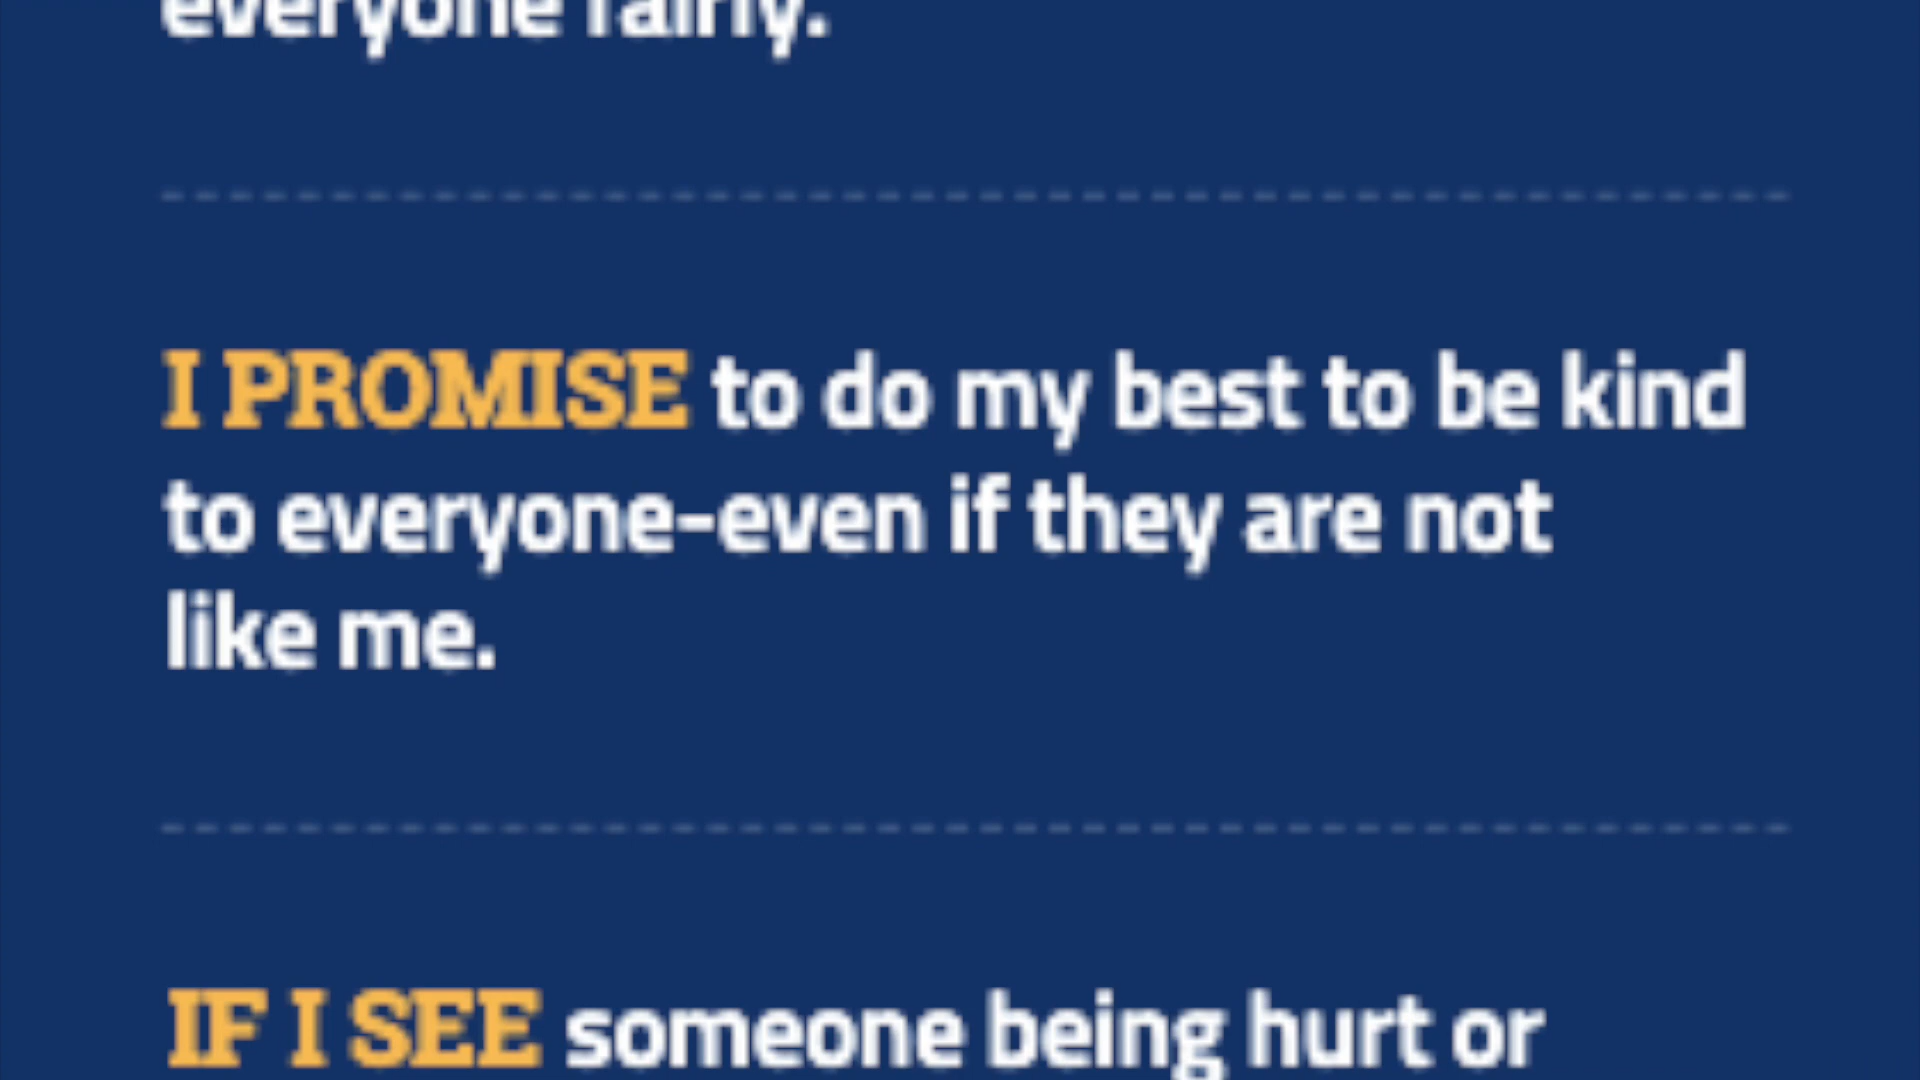 everyone fairly.
I PROMISE to do my best to be kind
to everyone-even if they are not
like me.
IF I SEE someone being hurt or